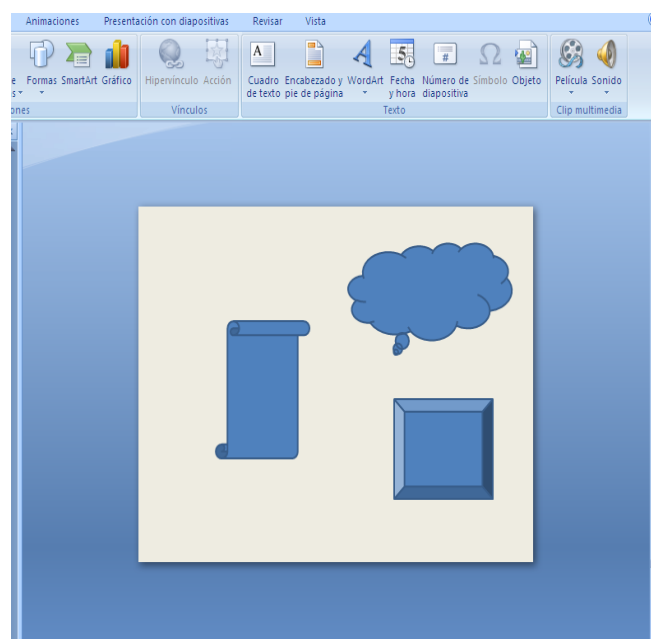 Animaciones Presentación con diapositivas Revisar Vista
Formas SmartArt Gráfico Hipervínculo Acción Cuadro de texto Encabezado y pie de página WordArt Fecha y hora Número de diapositiva Símbolo Objeto Película Sonido
Vínculos Texto Clip multimedia